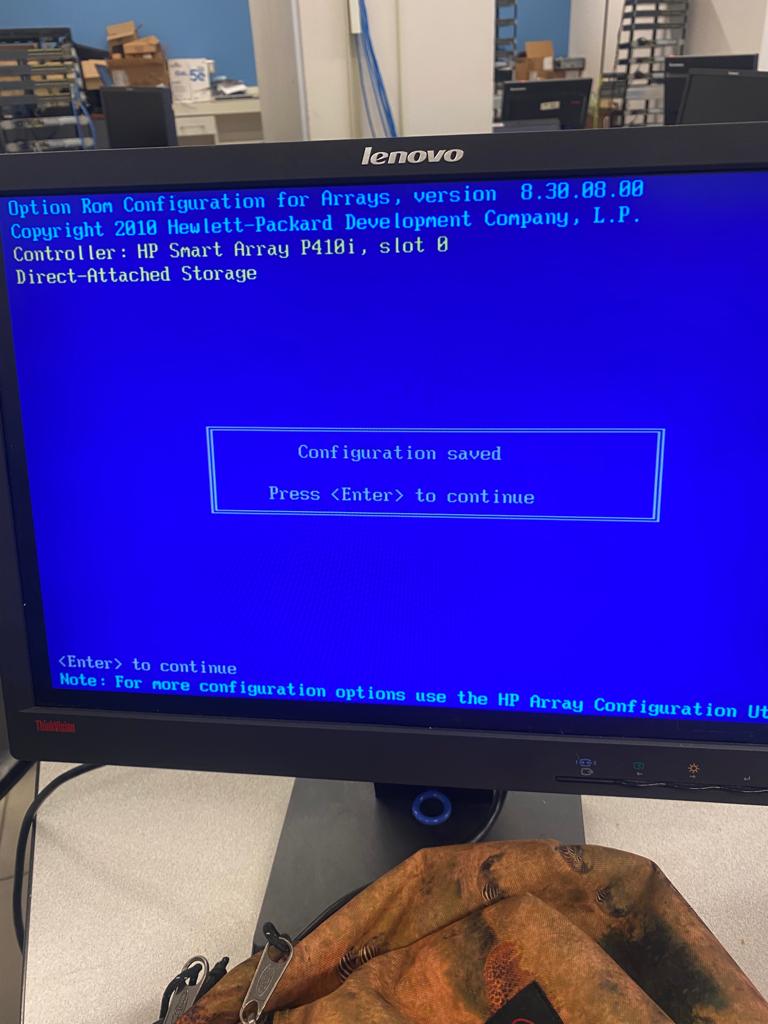 lenovo
Option Rom Configuration for Arrays, version 8.30.08.00
Copyright 2010 Hewlett-Packard Development Company, L.P.
Controller: HP Smart Array P410i, slot 0
Direct-Attached Storage
Configuration saved
Press <Enter> to continue
<Enter> to continue
Note: For more configuration options use the HP Array Configuration Ut
ThinkVision